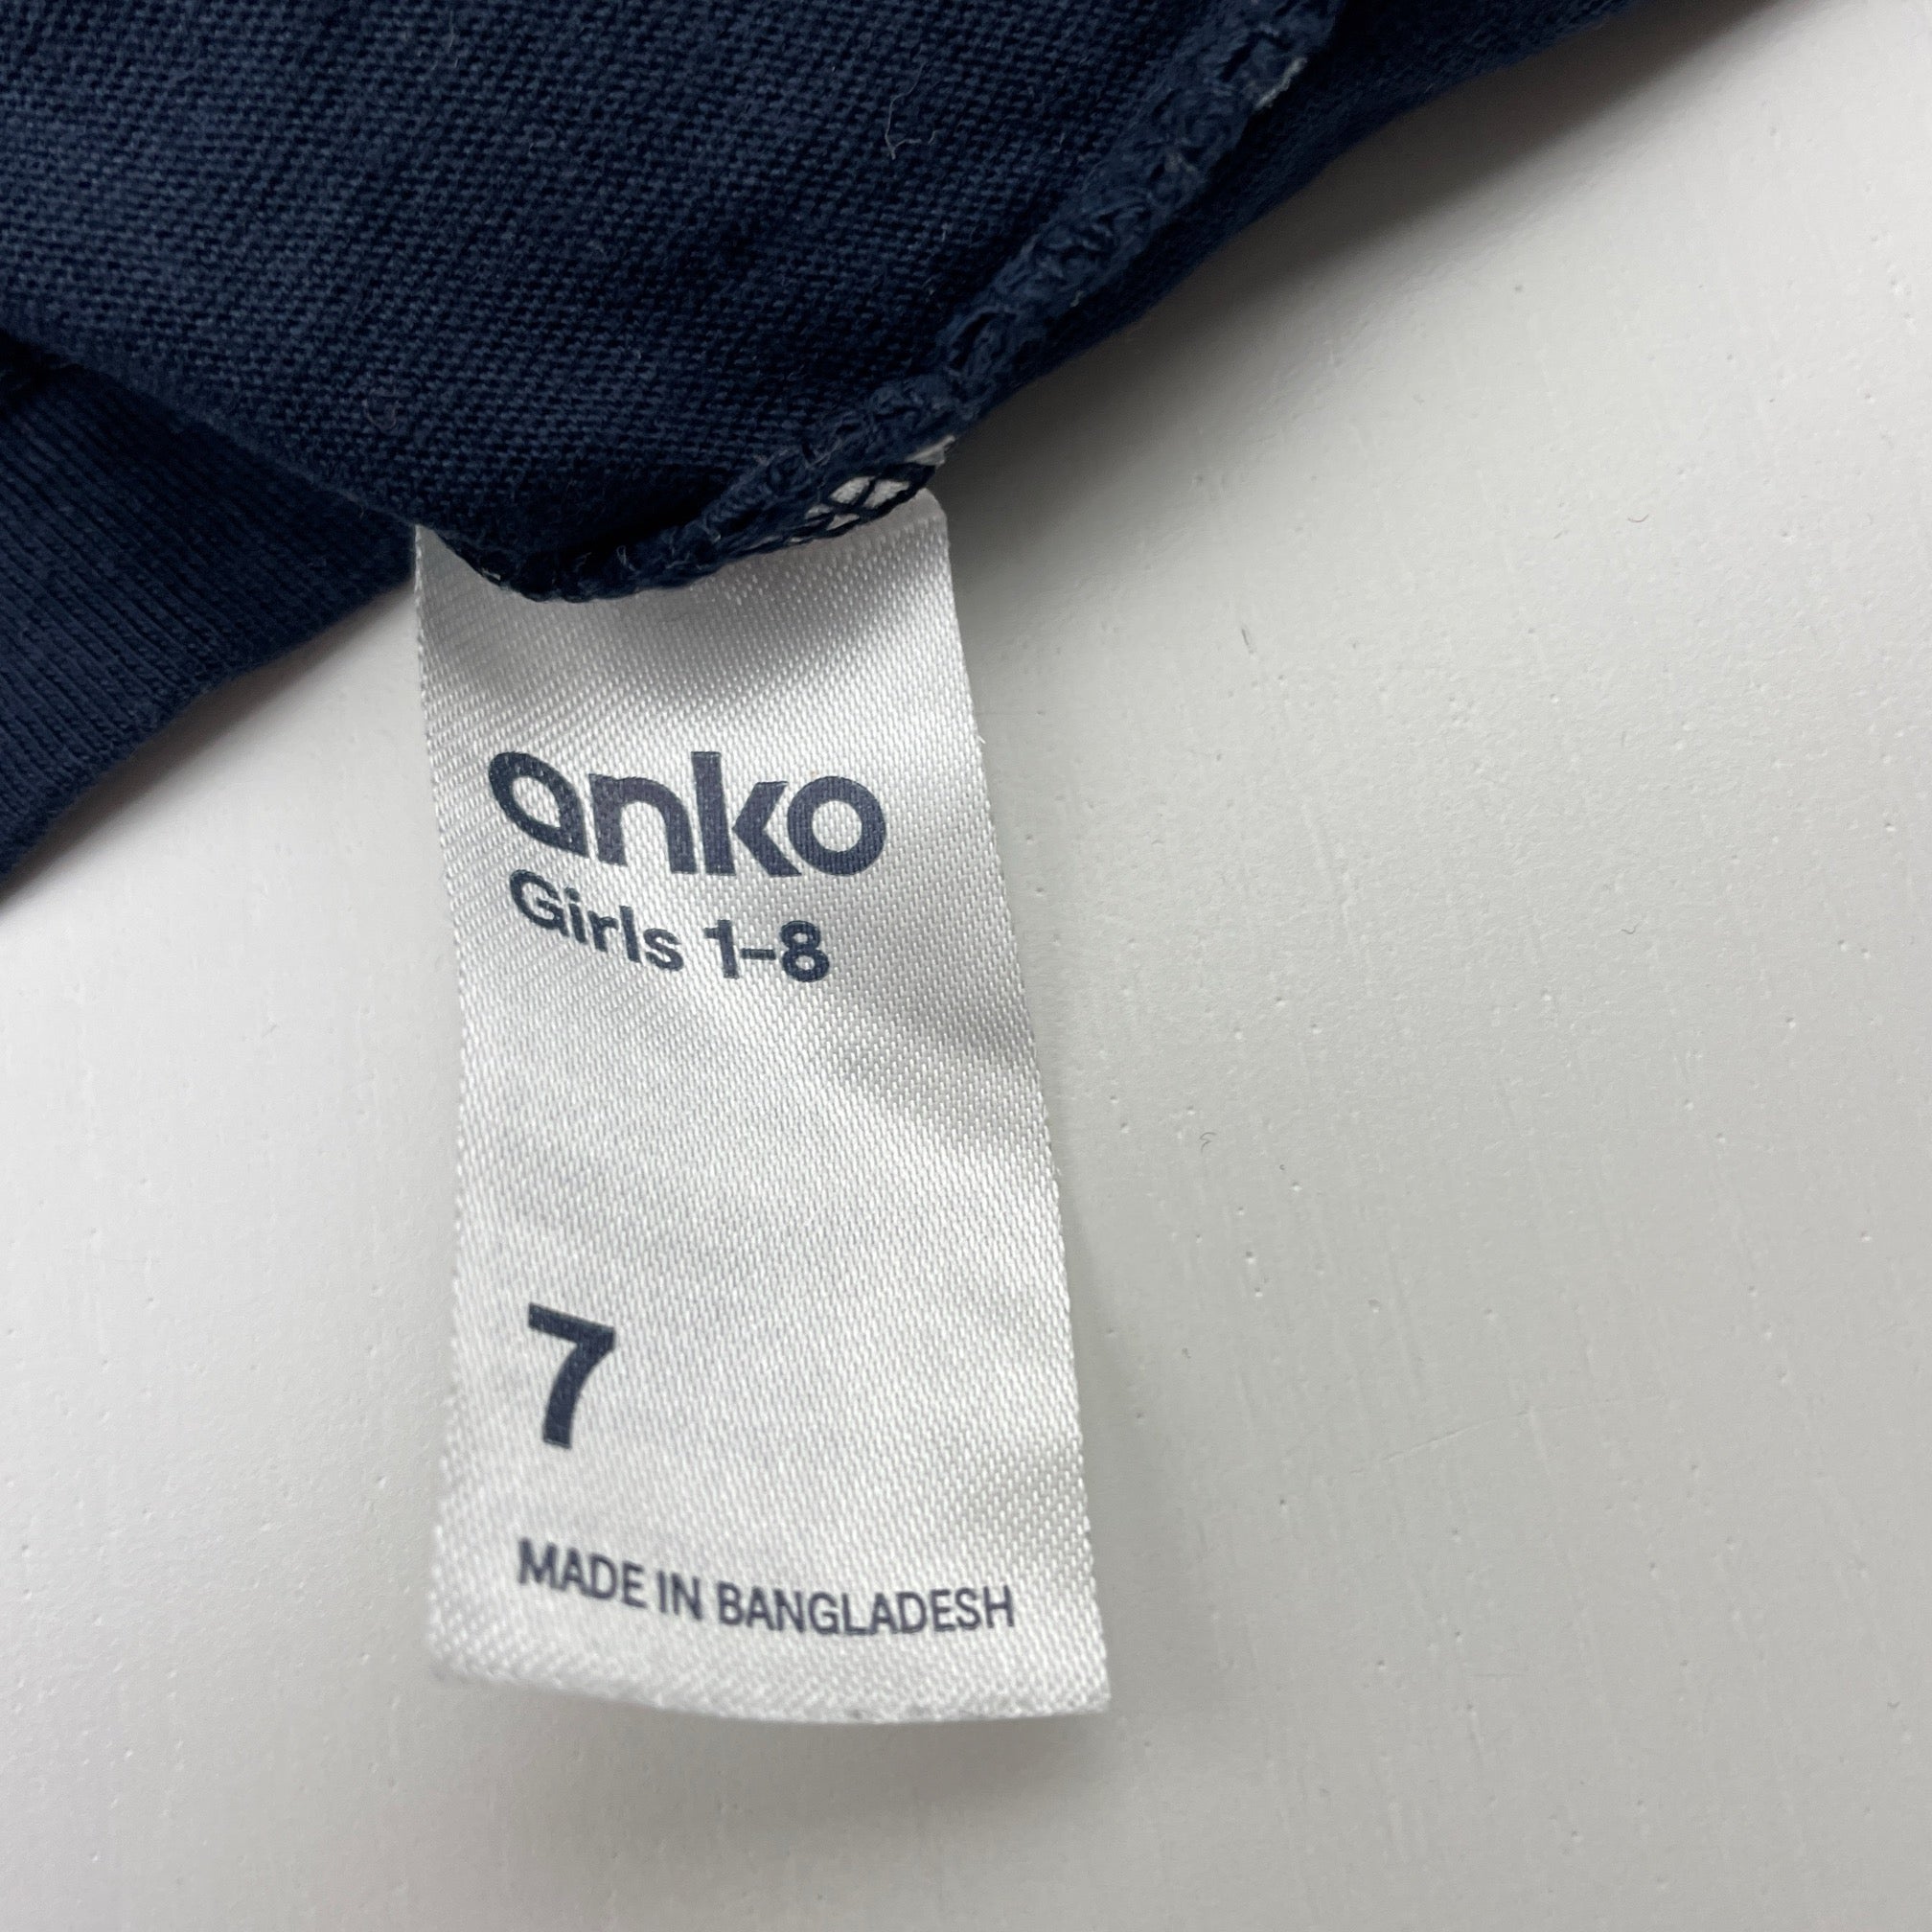 anko
Girls 1-8
7
MADE IN BANGLADESH